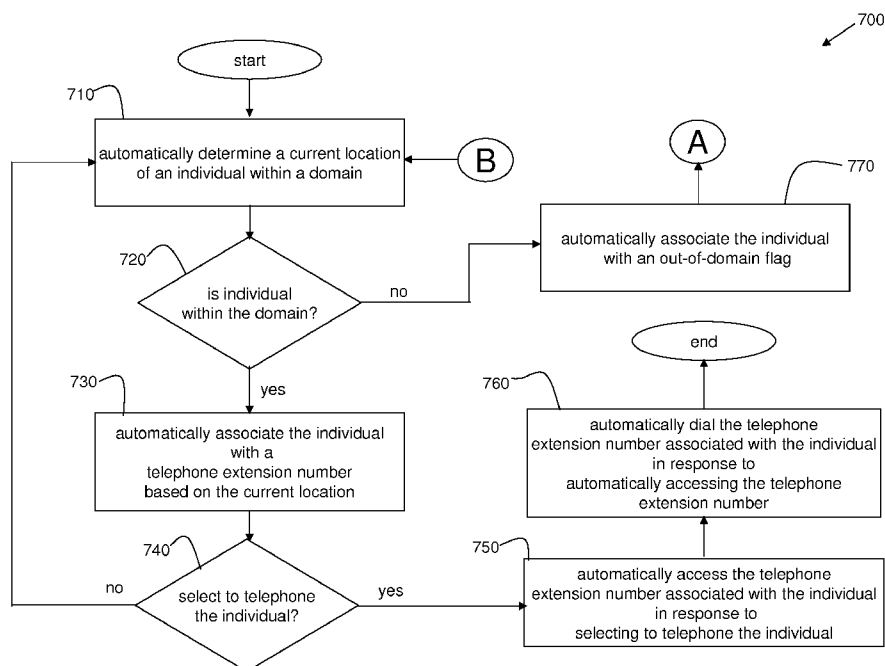 700
start
710
automatically determine a current location
of an individual within a domain
B
A
770
automatically associate the individual
with an out-of-domain flag
720
is individual
within the domain?
no
yes
end
730
automatically associate the individual
with a
telephone extension number
based on the current location
760
automatically dial the telephone
extension number associated with the individual
in response to
automatically accessing the telephone
extension number
740
select to telephone
the individual?
no
yes
750
automatically access the telephone
extension number associated with the individual
in response to
selecting to telephone the individual